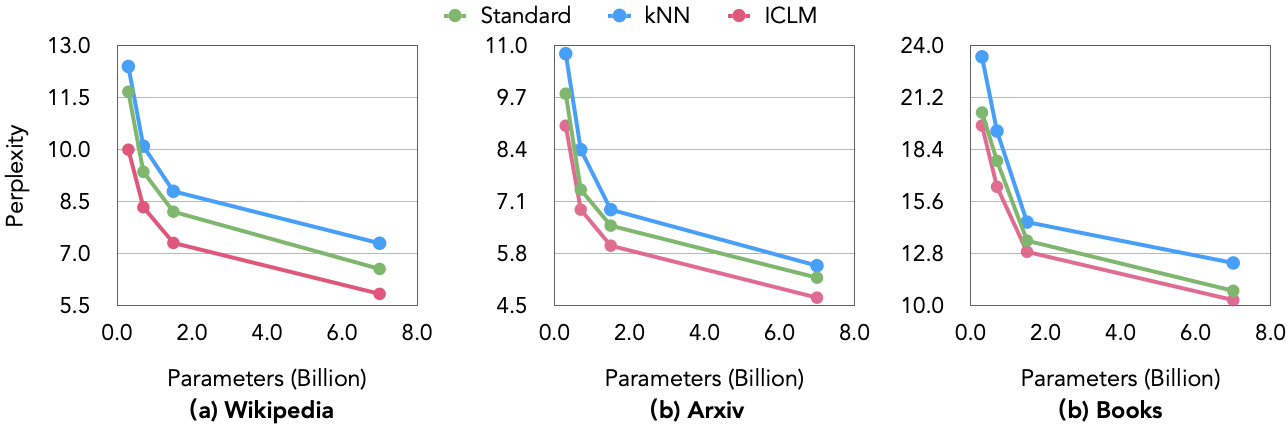 Standard kNN ICLM
Perplexity
13.0
11.5
10.0
8.5
7.0
5.5
0.0 2.0 4.0 6.0 8.0
Parameters (Billion)
(a) Wikipedia
11.0
9.7
8.4
7.1
5.8
4.5
0.0 2.0 4.0 6.0 8.0
Parameters (Billion)
(b) Arxiv
24.0
21.2
18.4
15.6
12.8
10.0
0.0 2.0 4.0 6.0 8.0
Parameters (Billion)
(b) Books